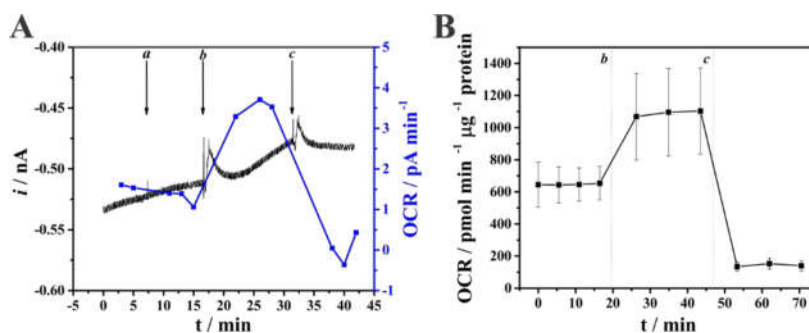 A
B
a
b
c
-0.40
-0.45
-0.50
-0.55
-0.60
i / nA
5
4
3
2
1
0
-1
OCR / pA min⁻¹
-5 0 5 10 15 20 25 30 35 40 45
t / min
b
c
1400
1200
1000
800
600
400
200
0
OCR / pmol min⁻¹ µg⁻¹ protein
0 10 20 30 40 50 60 70
t / min